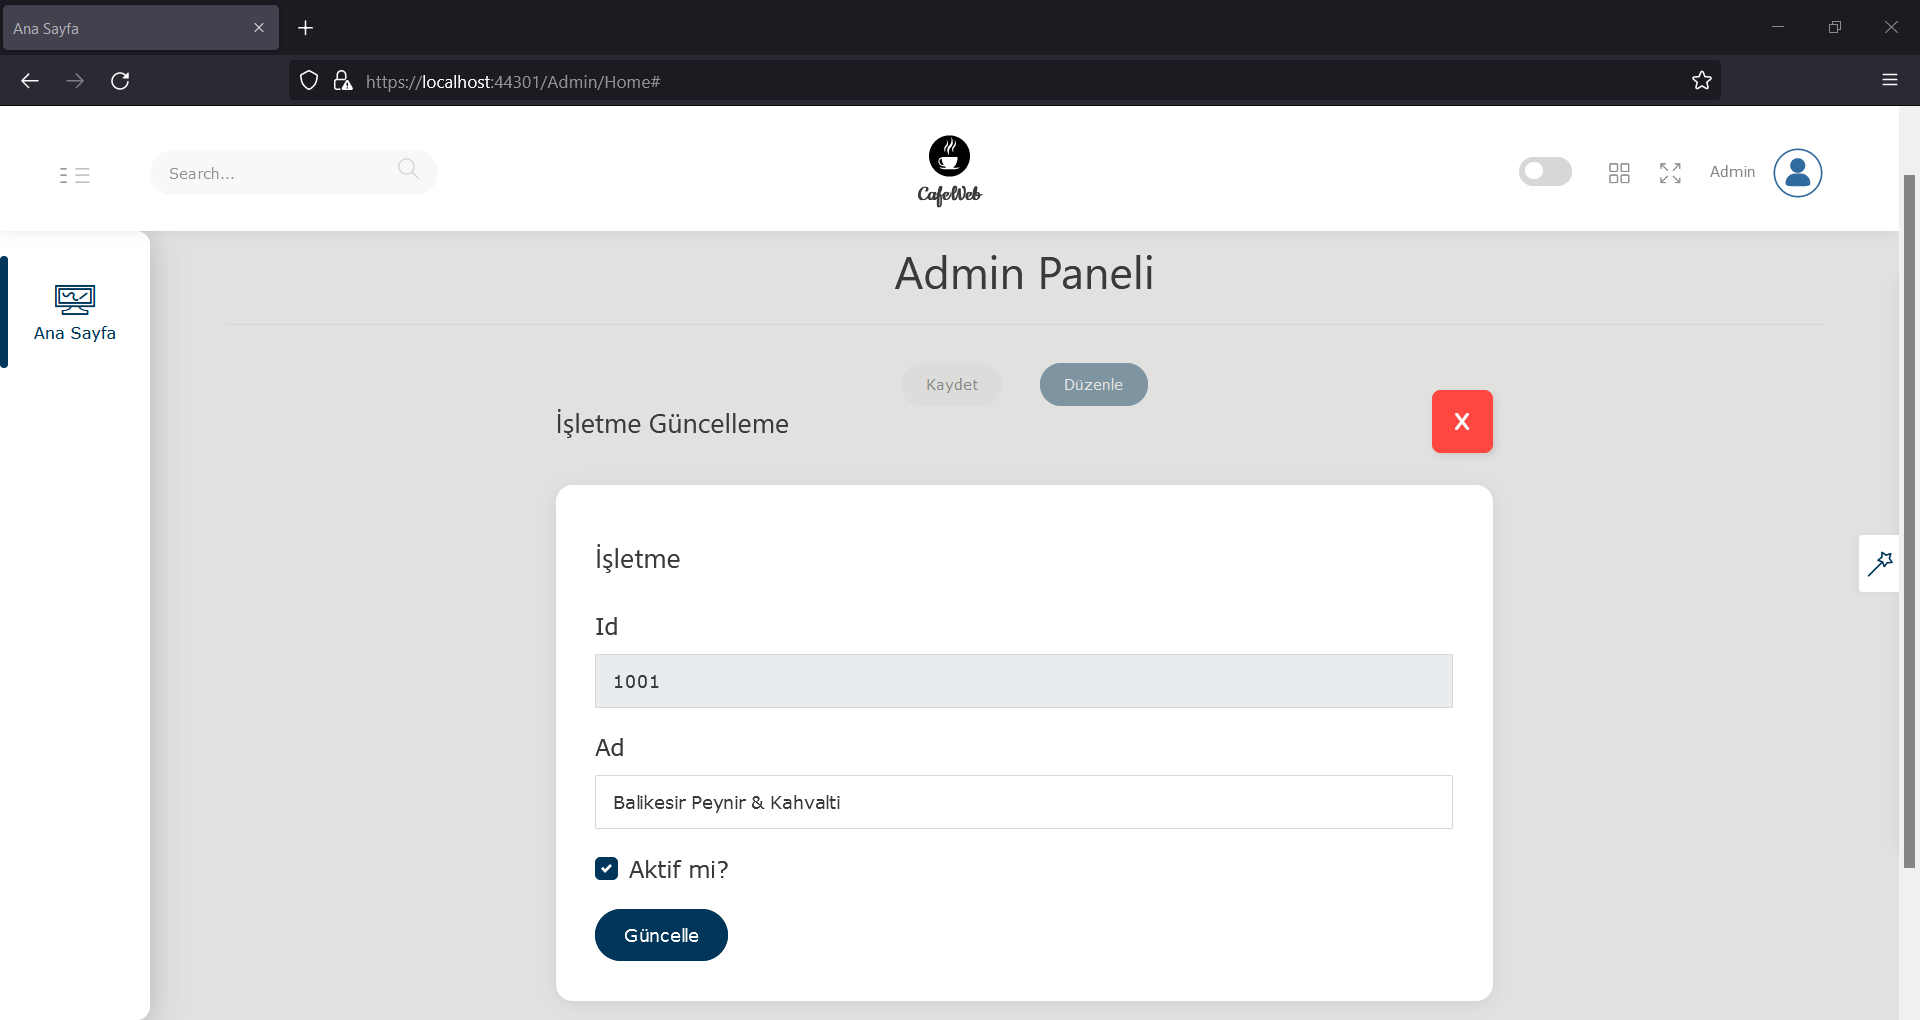 Ana Sayfa
https://localhost:44301/Admin/Home#
Search...
CafeWeb
Admin
Ana Sayfa
Admin Paneli
Kaydet
Düzenle
İşletme Güncelleme
X
İşletme
Id
1001
Ad
Balikesir Peynir & Kahvalti
Aktif mi?
Güncelle